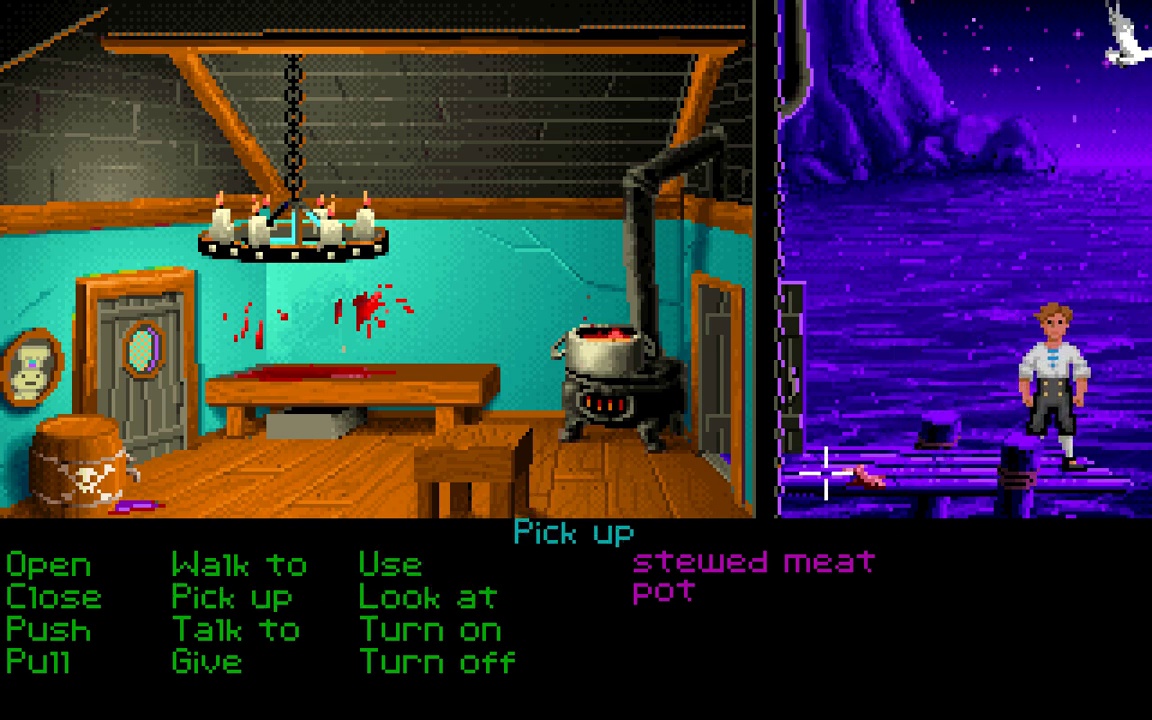 Pick up
Open Walk to Use stewed meat
Close Pick up Look at pot
Push Talk to Turn on
Pull Give Turn off